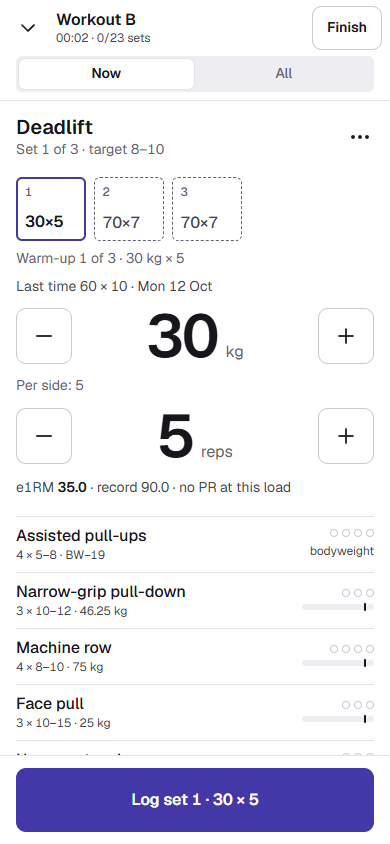 Workout B
00:02 · 0/23 sets
Finish
Now
All
Deadlift
Set 1 of 3 · target 8–10
1
30×5
2
70×7
3
70×7
Warm-up 1 of 3 · 30 kg × 5
Last time 60 × 10 · Mon 12 Oct
30 kg
Per side: 5
5 reps
e1RM 35.0 · record 90.0 · no PR at this load
Assisted pull-ups
4 × 5–8 · BW–19
bodyweight
Narrow-grip pull-down
3 × 10–12 · 46.25 kg
Machine row
4 × 8–10 · 75 kg
Face pull
3 × 10–15 · 25 kg
Log set 1 · 30 × 5